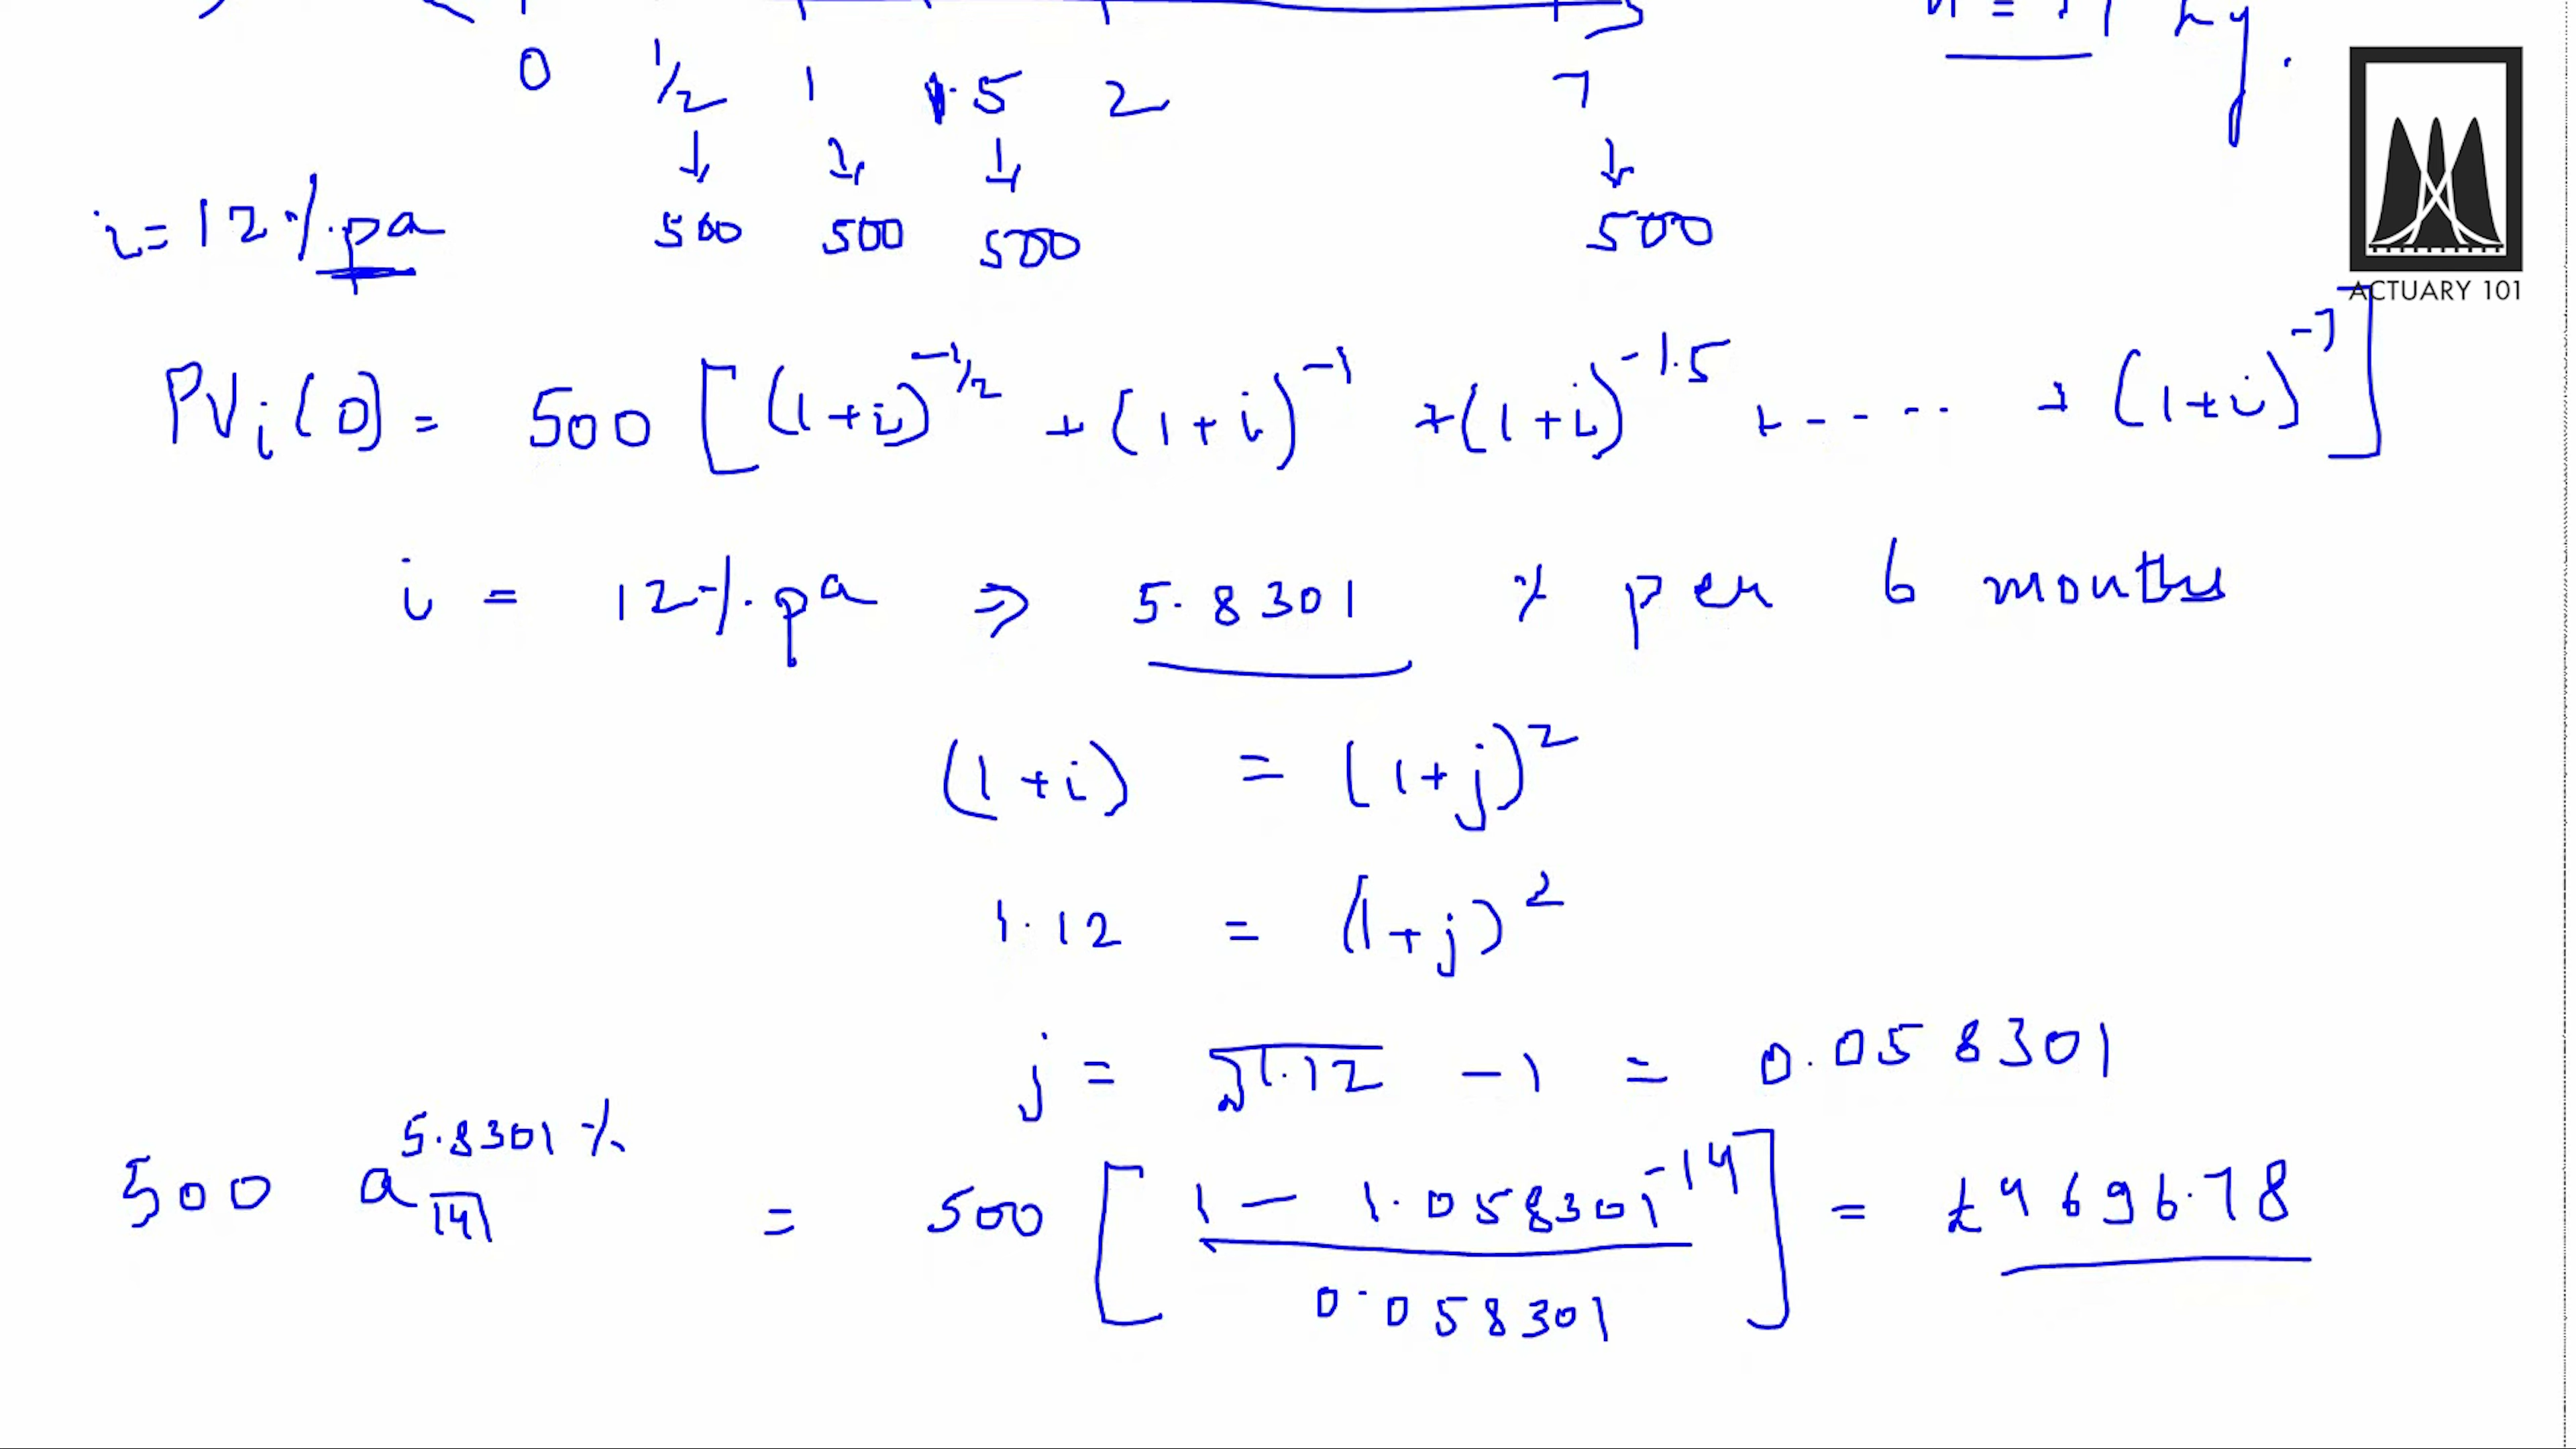 0 1/2 1 1.5 2 7
i = 12%.pa 500 500 500 500
ACTUARY 101
PVi(0) = 500 [(1+i)^-1/2 + (1+i)^-1 + (1+i)^-1.5 + ---- + (1+i)^-7]
i = 12%.pa ⇒ 5.8301 % per 6 months
(1+i) = (1+j)^2
1.12 = (1+j)^2
j = √1.12 - 1 = 0.058301
500 a 14 5.8301% = 500 [1 - 1.058301^-14 / 0.058301] = £4696.78